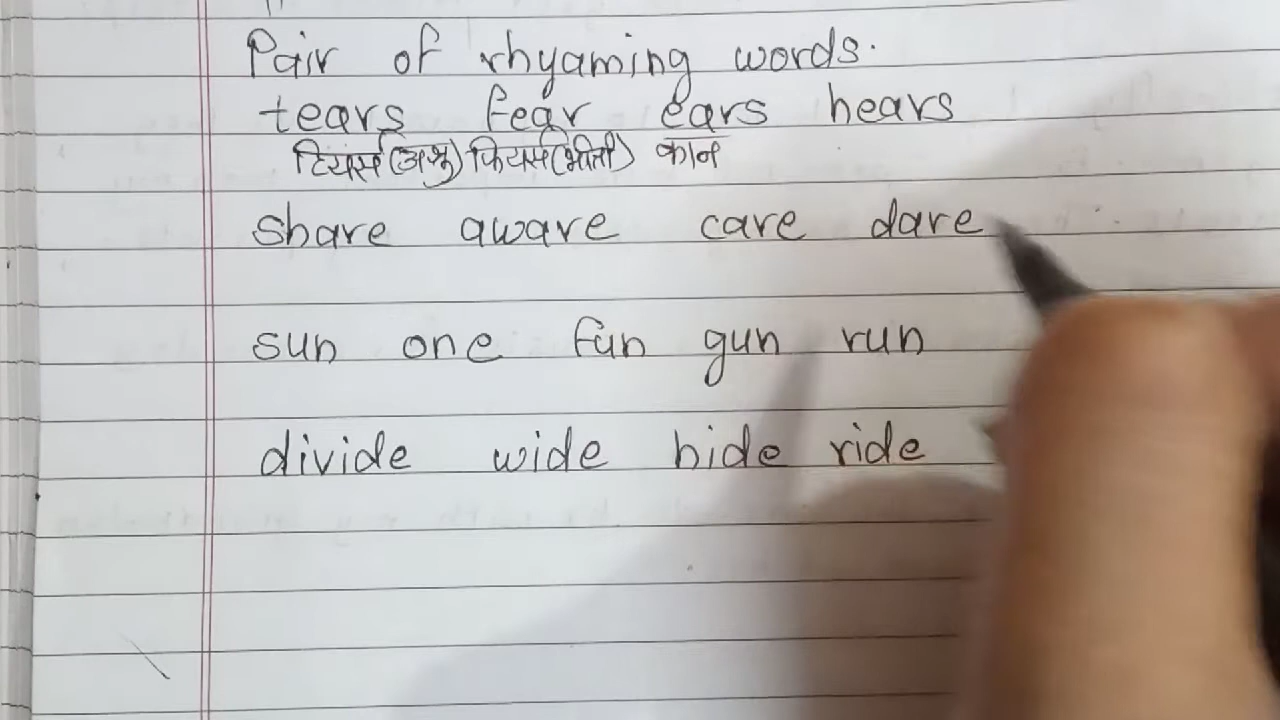 Pair of rhyaming words.
tears fear ears hears
टियर्स (अश्रू) फियर्स (भीती) कान
share aware care dare
sun one fun gun run
divide wide hide ride